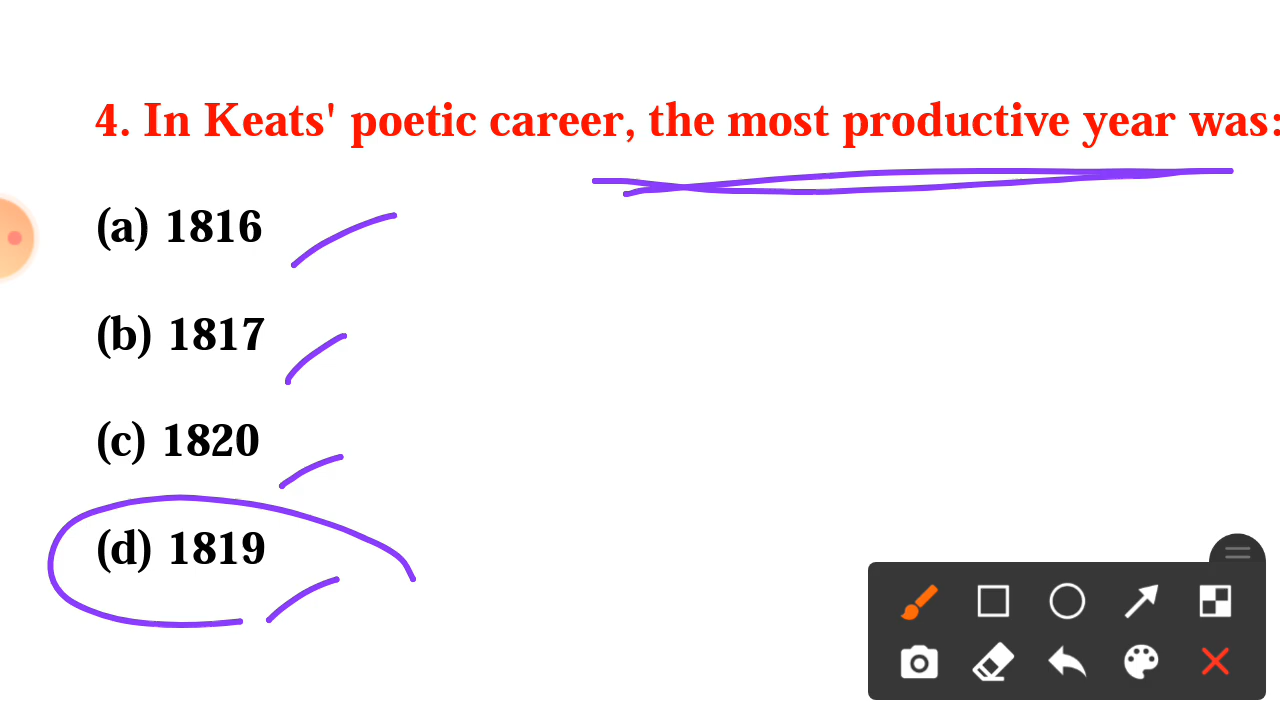 4. In Keats' poetic career, the most productive year was:
(a) 1816
(b) 1817
(c) 1820
(d) 1819